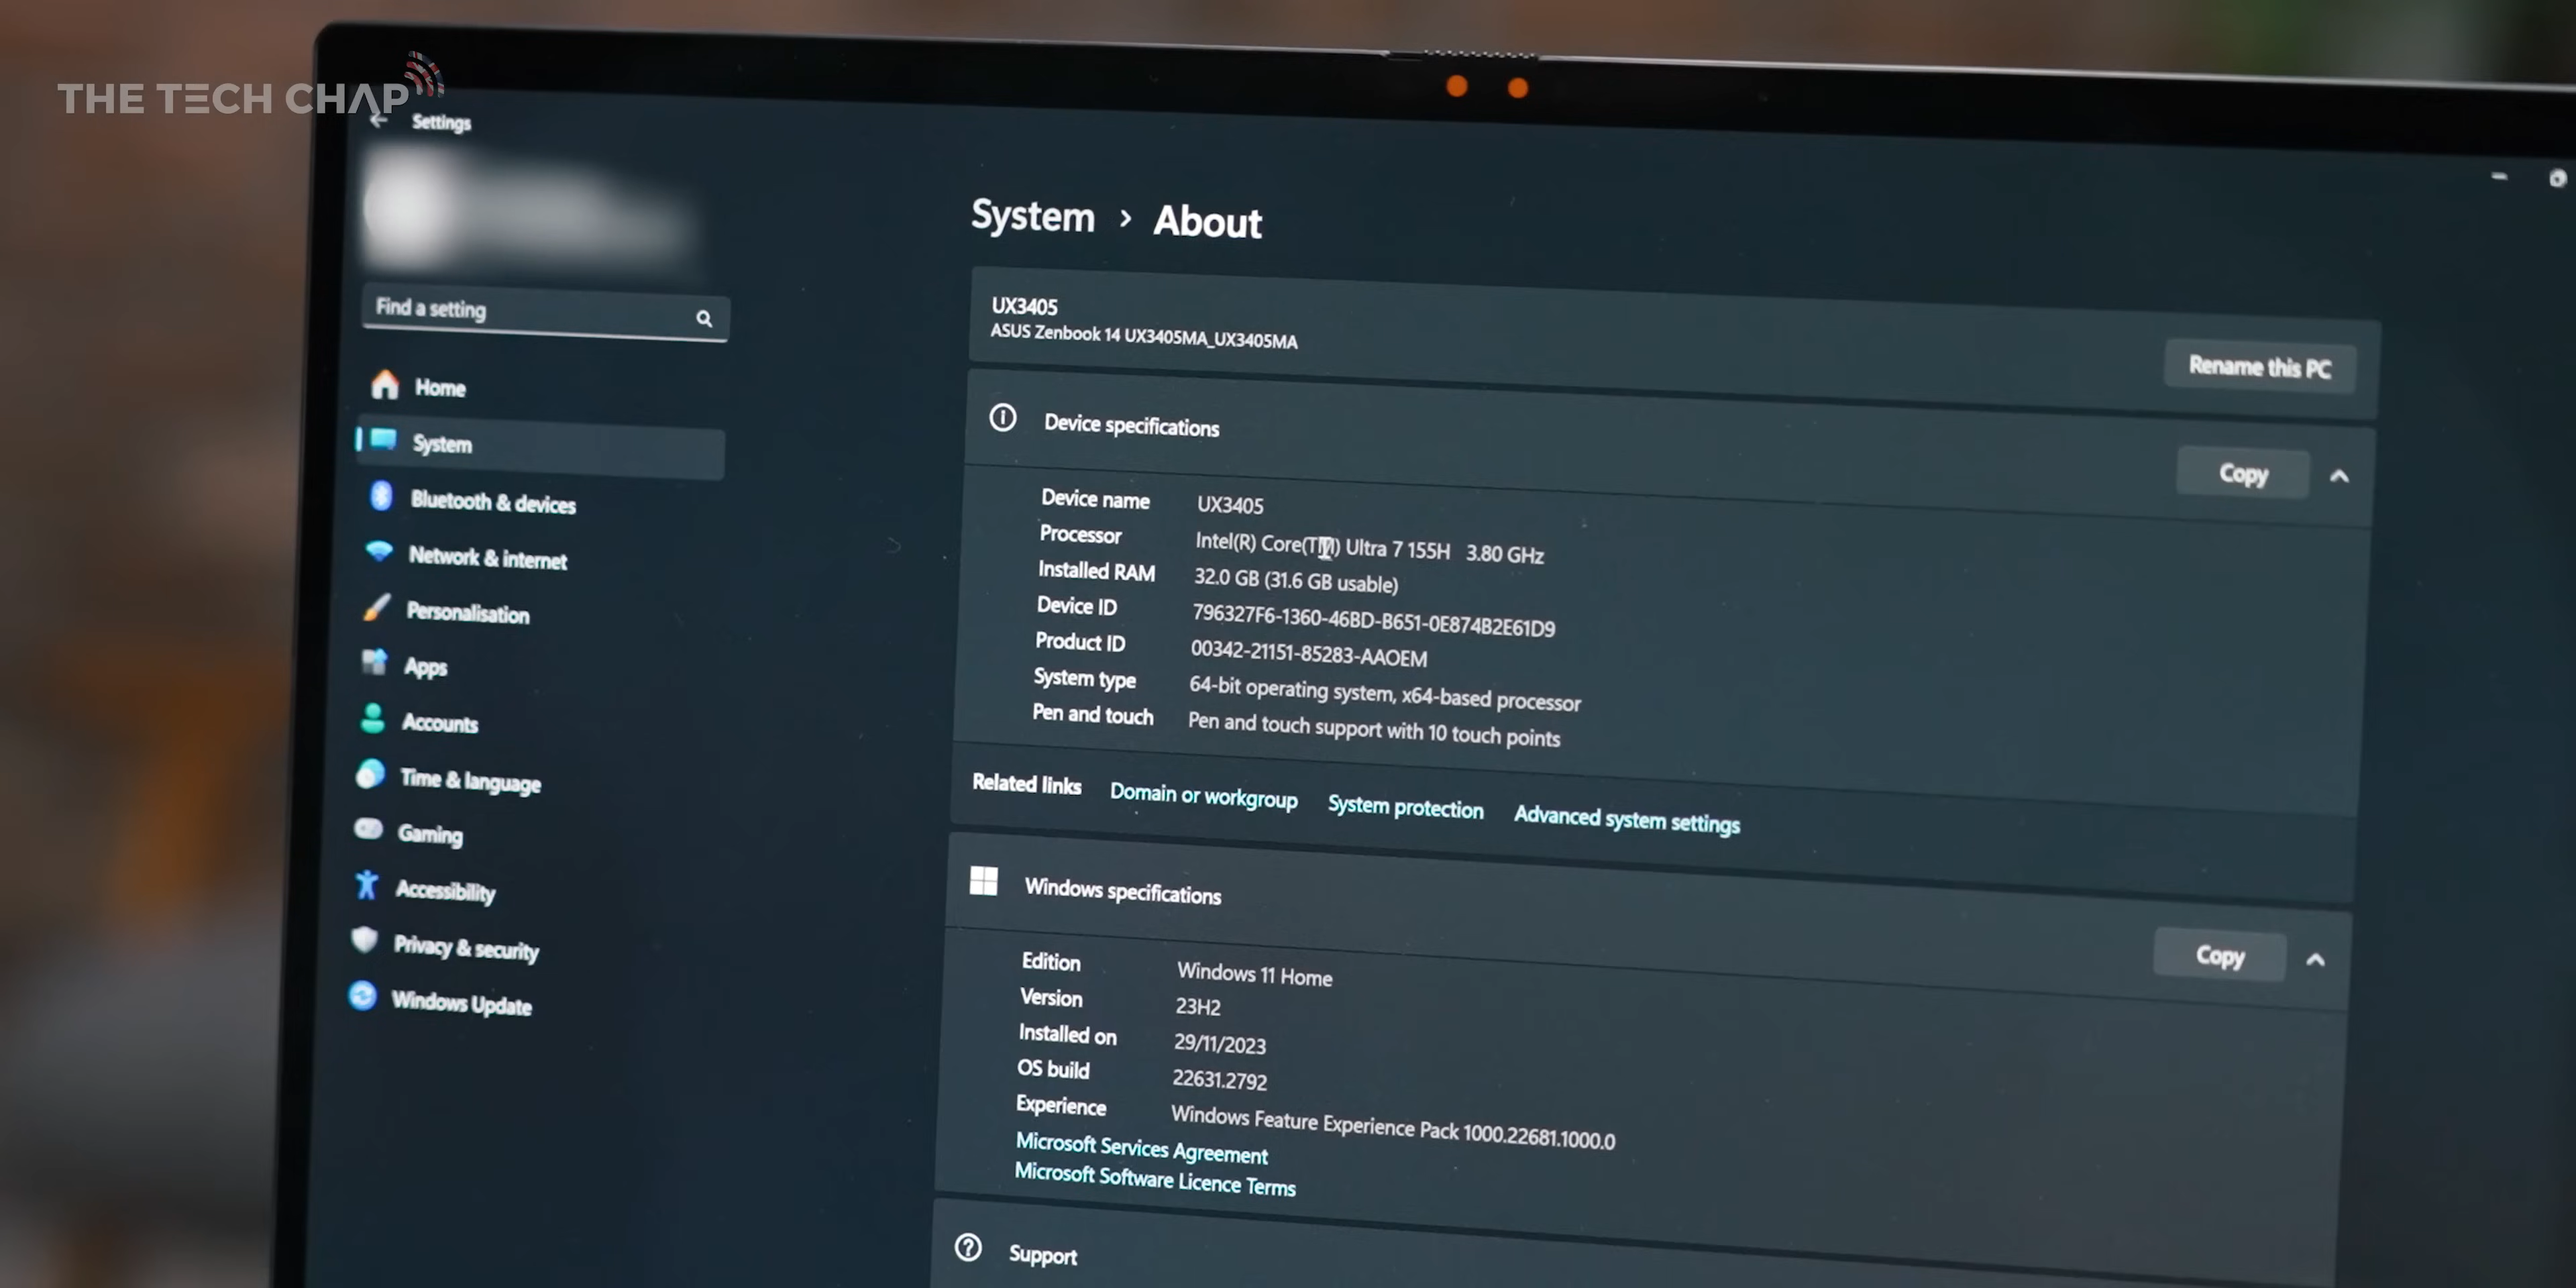 THE TECH CHAP
Settings
Find a setting
Home
System
Bluetooth & devices
Network & internet
Personalisation
Apps
Accounts
Time & language
Gaming
Accessibility
Privacy & security
Windows Update
System › About
UX3405
ASUS Zenbook 14 UX3405MA_UX3405MA
Rename this PC
Device specifications
Copy
Device name UX3405
Processor Intel(R) Core(TM) Ultra 7 155H 3.80 GHz
Installed RAM 32.0 GB (31.6 GB usable)
Device ID 796327F6-1360-46BD-B651-0E874B2E61D9
Product ID 00342-21151-85283-AAOEM
System type 64-bit operating system, x64-based processor
Pen and touch Pen and touch support with 10 touch points
Related links Domain or workgroup System protection Advanced system settings
Windows specifications
Copy
Edition Windows 11 Home
Version 23H2
Installed on 29/11/2023
OS build 22631.2792
Experience Windows Feature Experience Pack 1000.22681.1000.0
Microsoft Services Agreement
Microsoft Software Licence Terms
Support